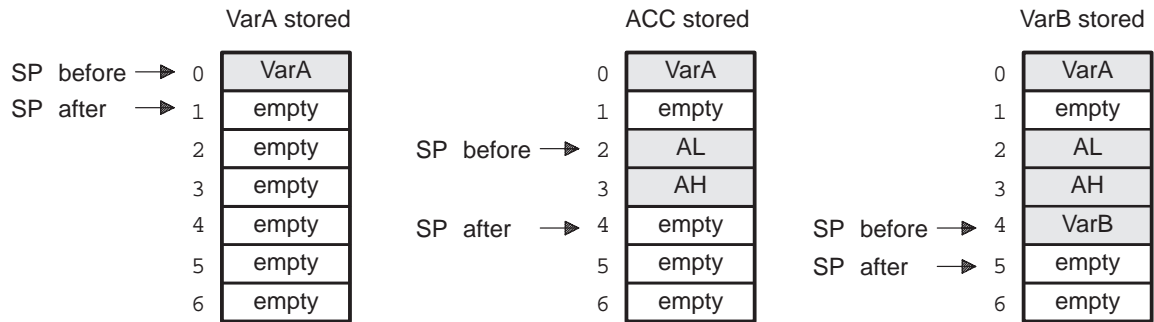 VarA stored ACC stored VarB stored
SP before 0 VarA 0 VarA 0 VarA
SP after 1 empty 1 empty 1 empty
2 empty SP before 2 AL 2 AL
3 empty 3 AH 3 AH
4 empty SP after 4 empty SP before 4 VarB
5 empty 5 empty SP after 5 empty
6 empty 6 empty 6 empty